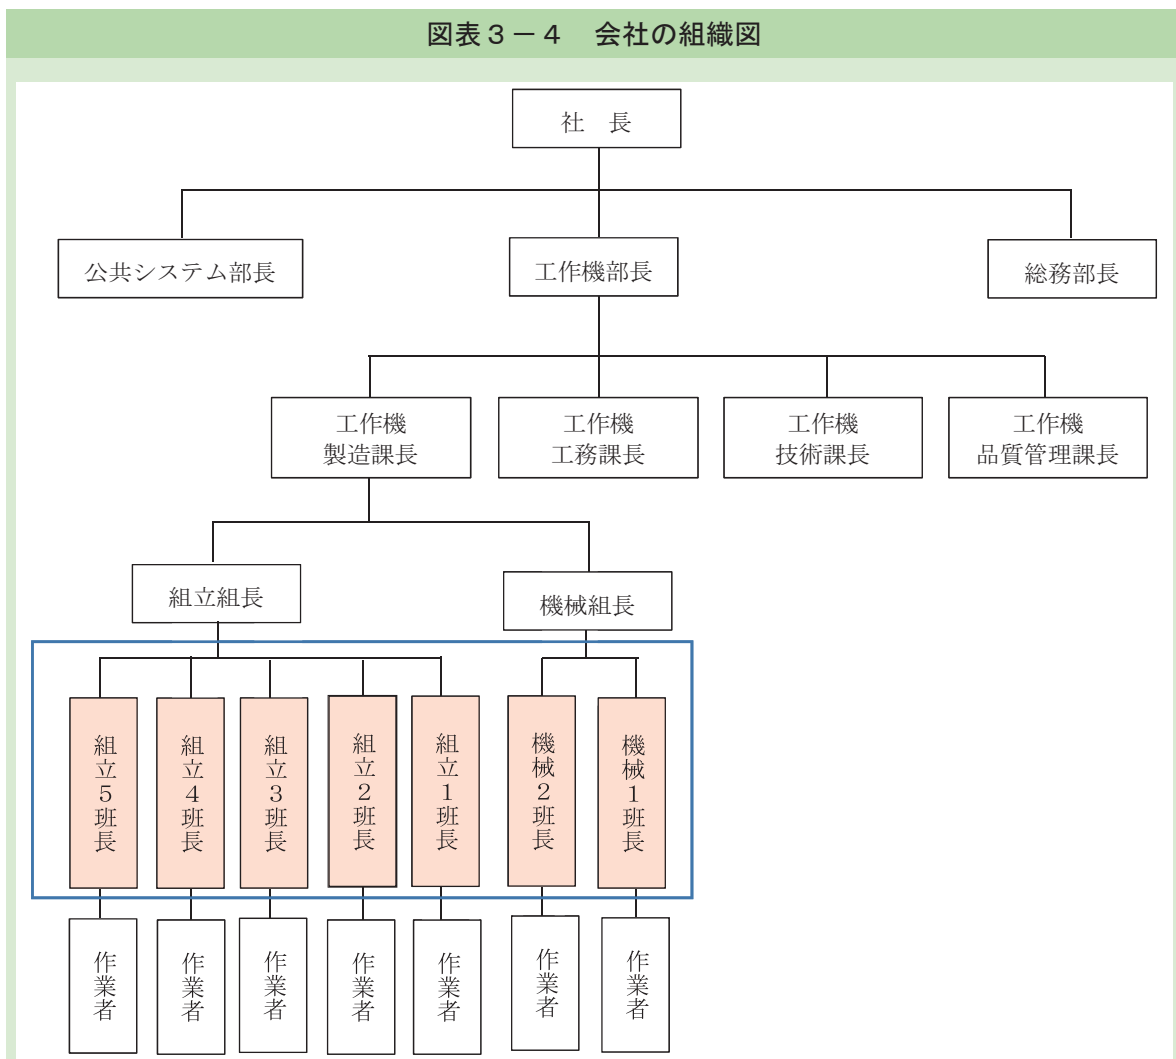 図表3-4 会社の組織図
社 長
公共システム部長
工作機部長
総務部長
工作機
製造課長
工作機
工務課長
工作機
技術課長
工作機
品質管理課長
組立組長
機械組長
組立5班長
組立4班長
組立3班長
組立2班長
組立1班長
機械2班長
機械1班長
作業者
作業者
作業者
作業者
作業者
作業者
作業者